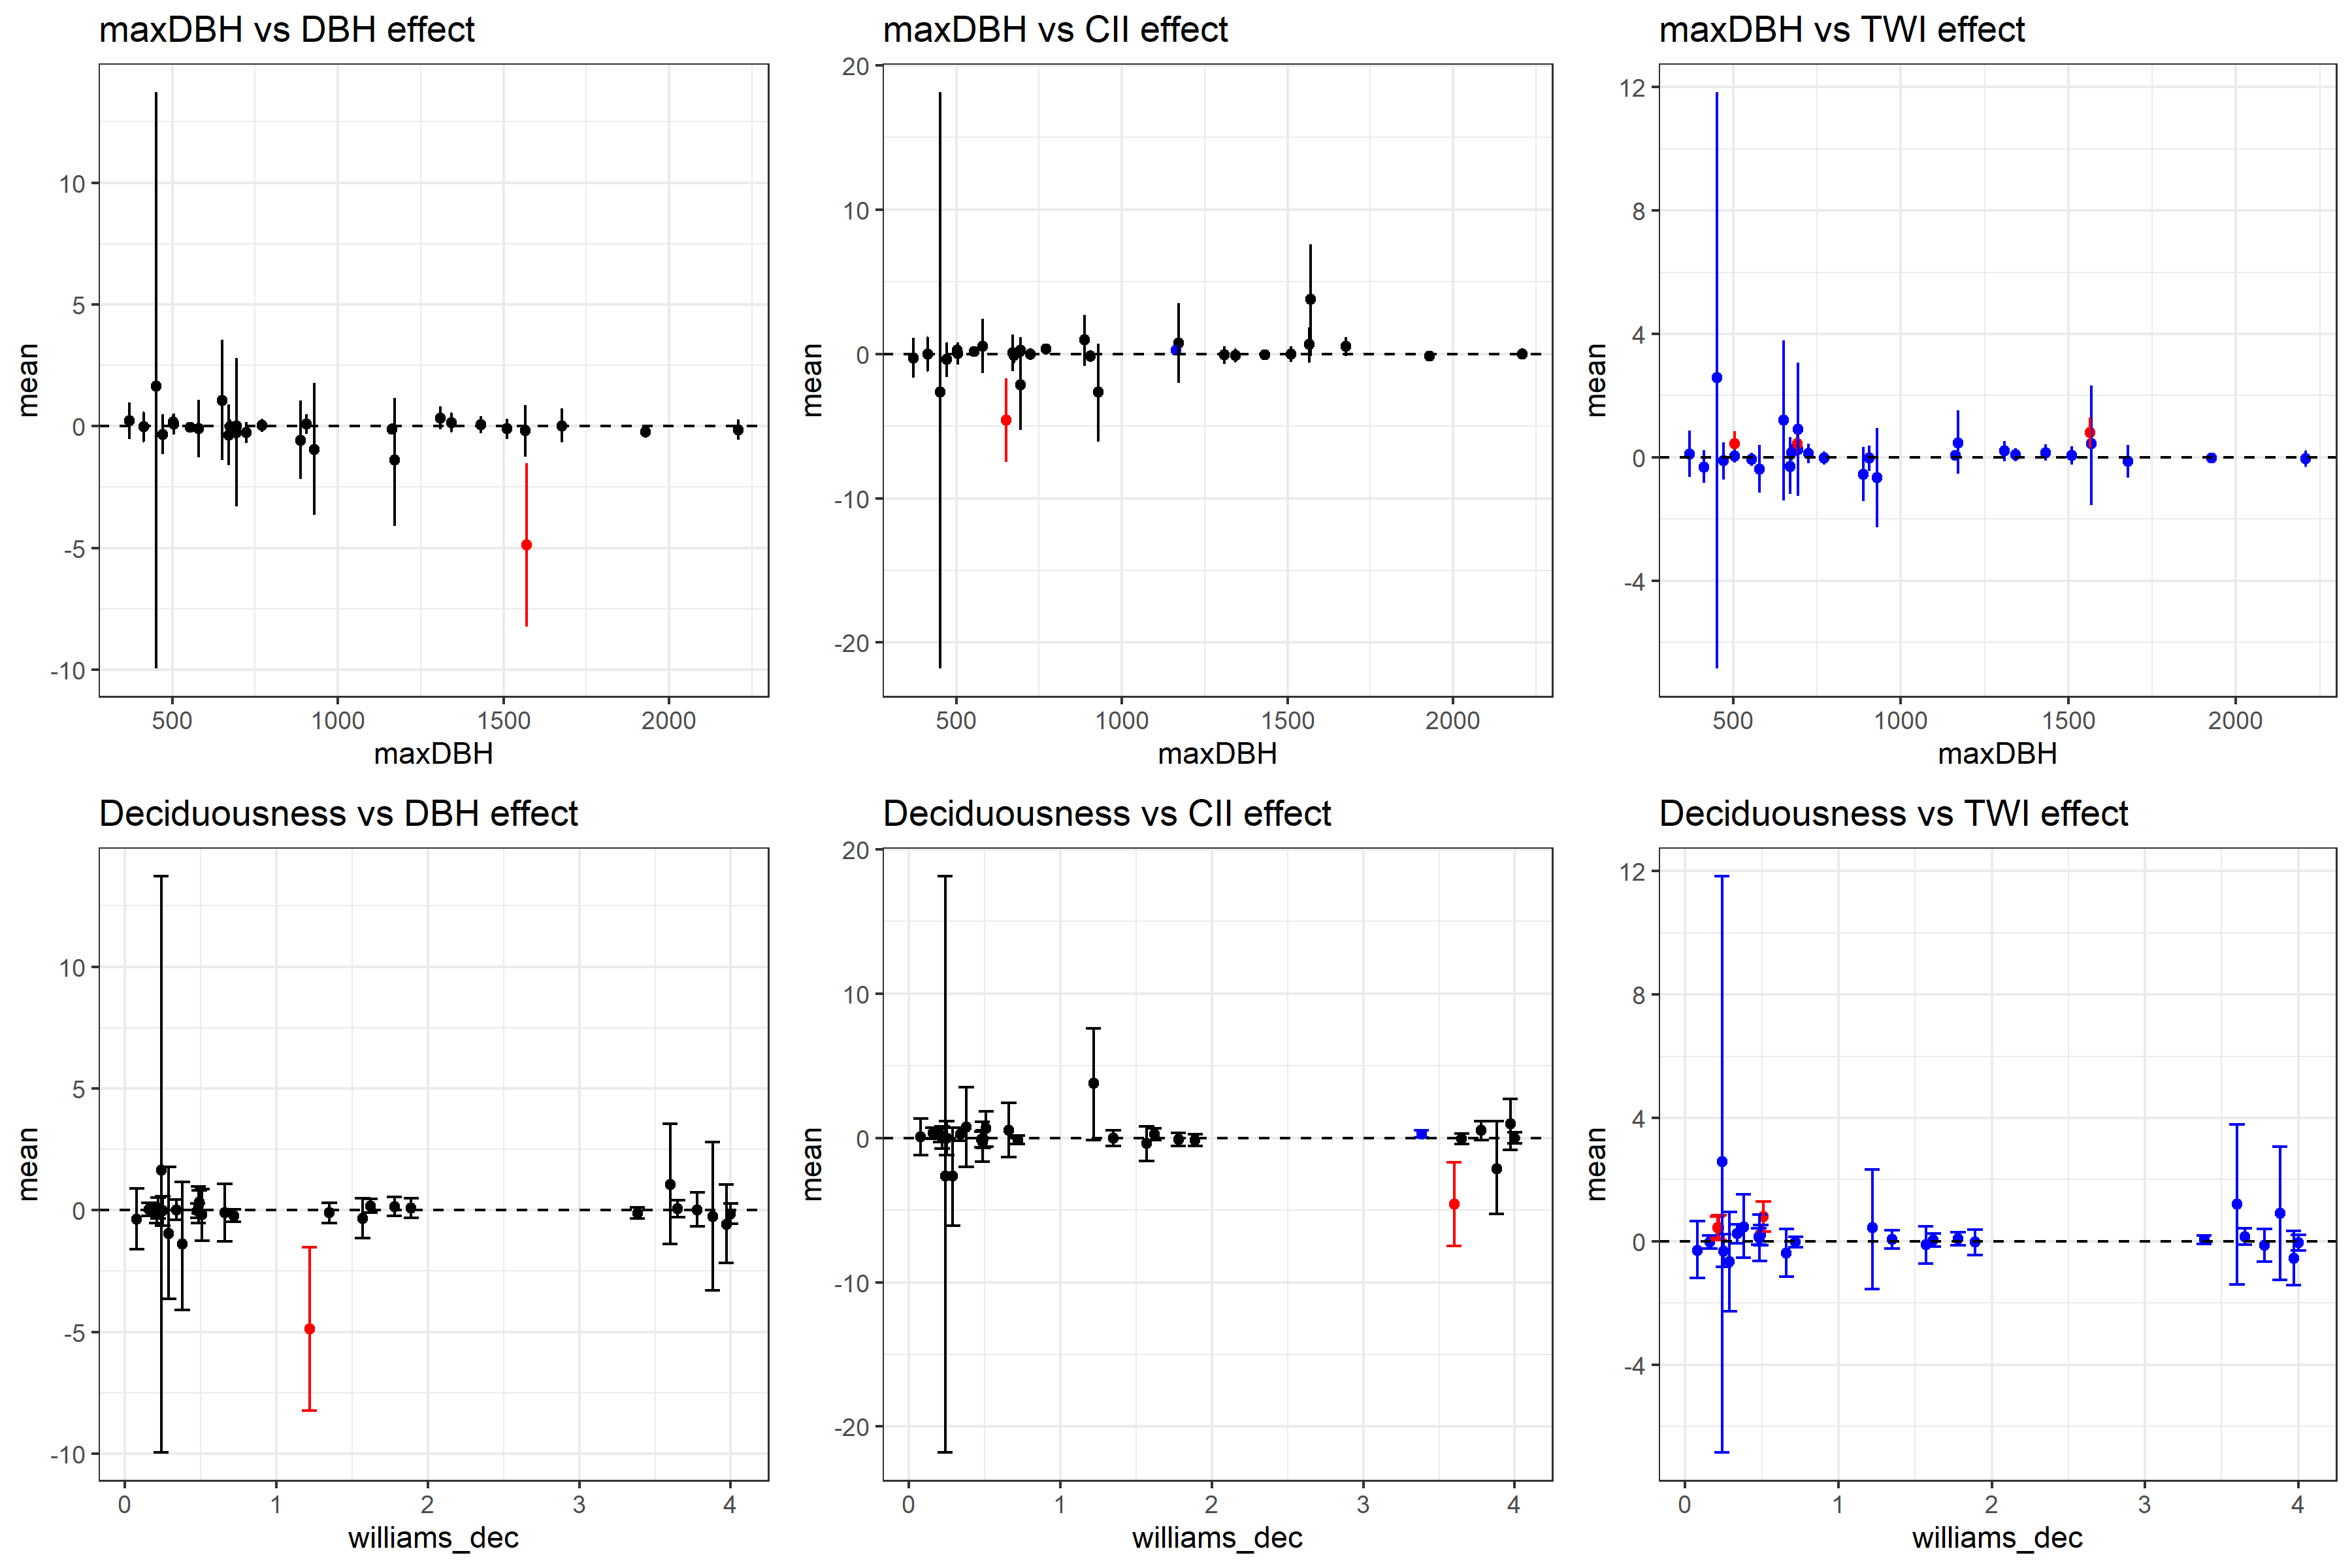 maxDBH vs DBH effect
mean
10
5
0
-5
-10
500 1000 1500 2000
maxDBH
maxDBH vs CII effect
mean
20
10
0
-10
-20
500 1000 1500 2000
maxDBH
maxDBH vs TWI effect
mean
12
8
4
0
-4
500 1000 1500 2000
maxDBH
Deciduousness vs DBH effect
mean
10
5
0
-5
-10
0 1 2 3 4
williams_dec
Deciduousness vs CII effect
mean
20
10
0
-10
-20
0 1 2 3 4
williams_dec
Deciduousness vs TWI effect
mean
12
8
4
0
-4
0 1 2 3 4
williams_dec